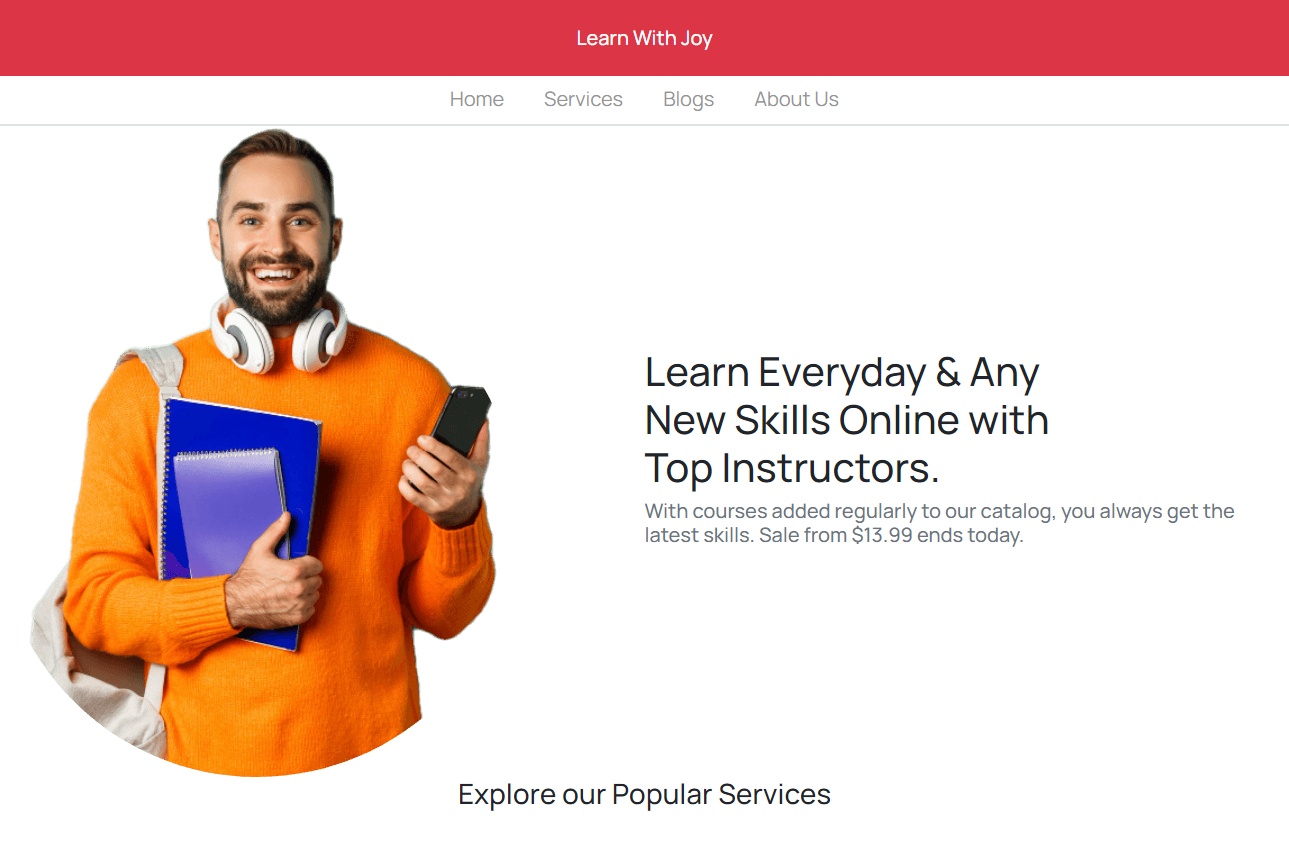 Learn With Joy
Home Services Blogs About Us
Learn Everyday & Any
New Skills Online with
Top Instructors.
With courses added regularly to our catalog, you always get the
latest skills. Sale from $13.99 ends today.
Explore our Popular Services